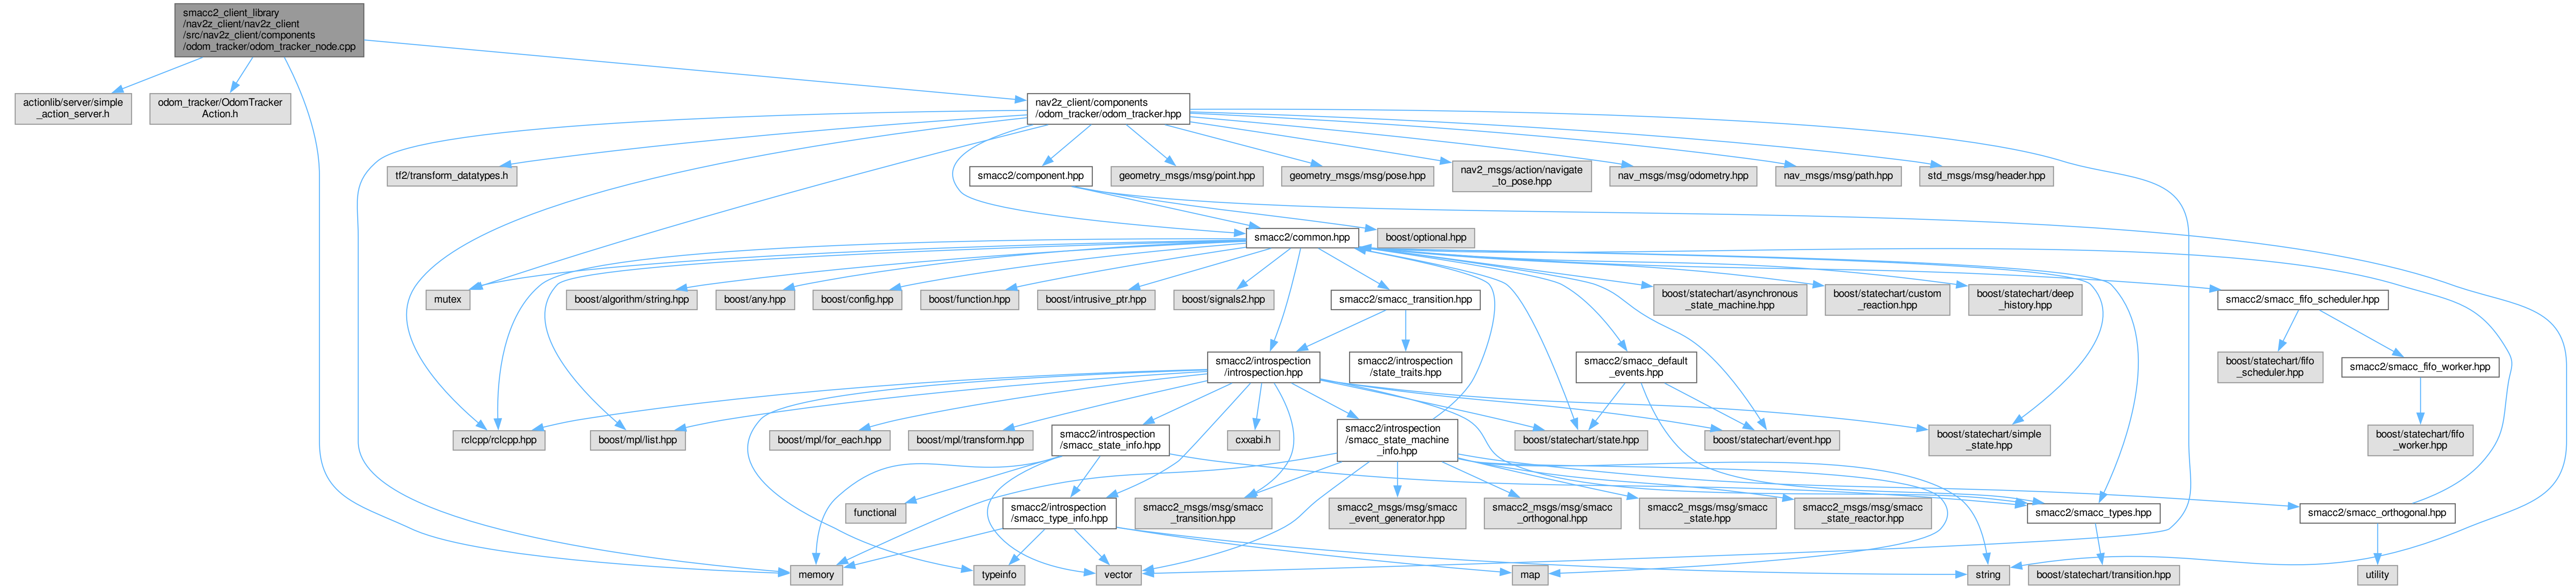 smacc2_client_library
/nav2z_client/nav2z_client
/src/nav2z_client/components
/odom_tracker/odom_tracker_node.cpp
actionlib/server/simple
_action_server.h
odom_tracker/OdomTracker
Action.h
nav2z_client/components
/odom_tracker/odom_tracker.hpp
tf2/transform_datatypes.h
smacc2/component.hpp
geometry_msgs/msg/point.hpp
geometry_msgs/msg/pose.hpp
nav2_msgs/action/navigate
_to_pose.hpp
nav_msgs/msg/odometry.hpp
nav_msgs/msg/path.hpp
std_msgs/msg/header.hpp
smacc2/common.hpp
boost/optional.hpp
mutex
boost/algorithm/string.hpp
boost/any.hpp
boost/config.hpp
boost/function.hpp
boost/intrusive_ptr.hpp
boost/signals2.hpp
smacc2/smacc_transition.hpp
boost/statechart/asynchronous
_state_machine.hpp
boost/statechart/custom
_reaction.hpp
boost/statechart/deep
_history.hpp
smacc2/smacc_fifo_scheduler.hpp
smacc2/introspection
/introspection.hpp
smacc2/introspection
/state_traits.hpp
smacc2/smacc_default
_events.hpp
boost/statechart/fifo
_scheduler.hpp
smacc2/smacc_fifo_worker.hpp
rclcpp/rclcpp.hpp
boost/mpl/list.hpp
boost/mpl/for_each.hpp
boost/mpl/transform.hpp
smacc2/introspection
/smacc_state_info.hpp
cxxabi.h
smacc2/introspection
/smacc_state_machine
_info.hpp
boost/statechart/state.hpp
boost/statechart/event.hpp
boost/statechart/simple
_state.hpp
boost/statechart/fifo
_worker.hpp
functional
smacc2/introspection
/smacc_type_info.hpp
smacc2_msgs/msg/smacc
_transition.hpp
smacc2_msgs/msg/smacc
_event_generator.hpp
smacc2_msgs/msg/smacc
_orthogonal.hpp
smacc2_msgs/msg/smacc
_state.hpp
smacc2_msgs/msg/smacc
_state_reactor.hpp
smacc2/smacc_types.hpp
smacc2/smacc_orthogonal.hpp
memory
typeinfo
vector
map
string
boost/statechart/transition.hpp
utility